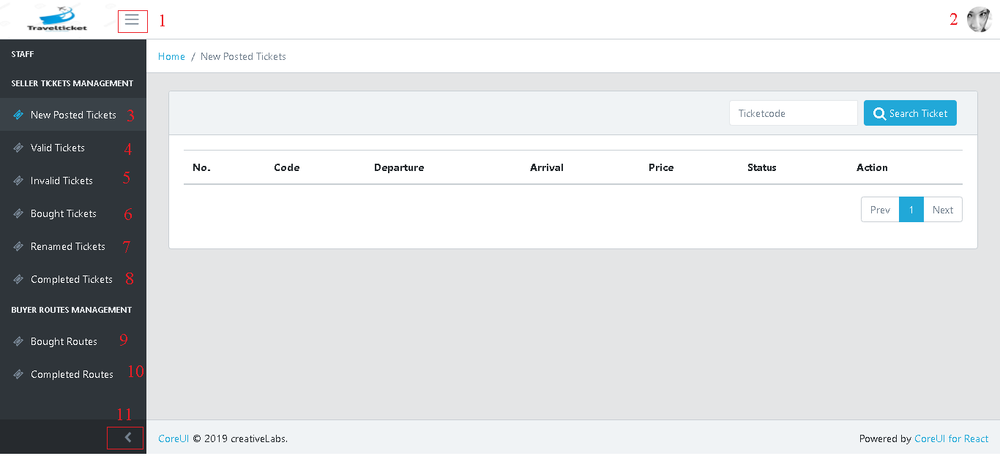 Travelticket
1
2
STAFF
Home / New Posted Tickets
SELLER TICKETS MANAGEMENT
New Posted Tickets 3
Ticketcode Search Ticket
Valid Tickets 4
Invalid Tickets 5
No. Code Departure Arrival Price Status Action
Bought Tickets 6
Prev 1 Next
Renamed Tickets 7
Completed Tickets 8
BUYER ROUTES MANAGEMENT
Bought Routes 9
Completed Routes 10
11
CoreUI © 2019 creativeLabs.
Powered by CoreUI for React